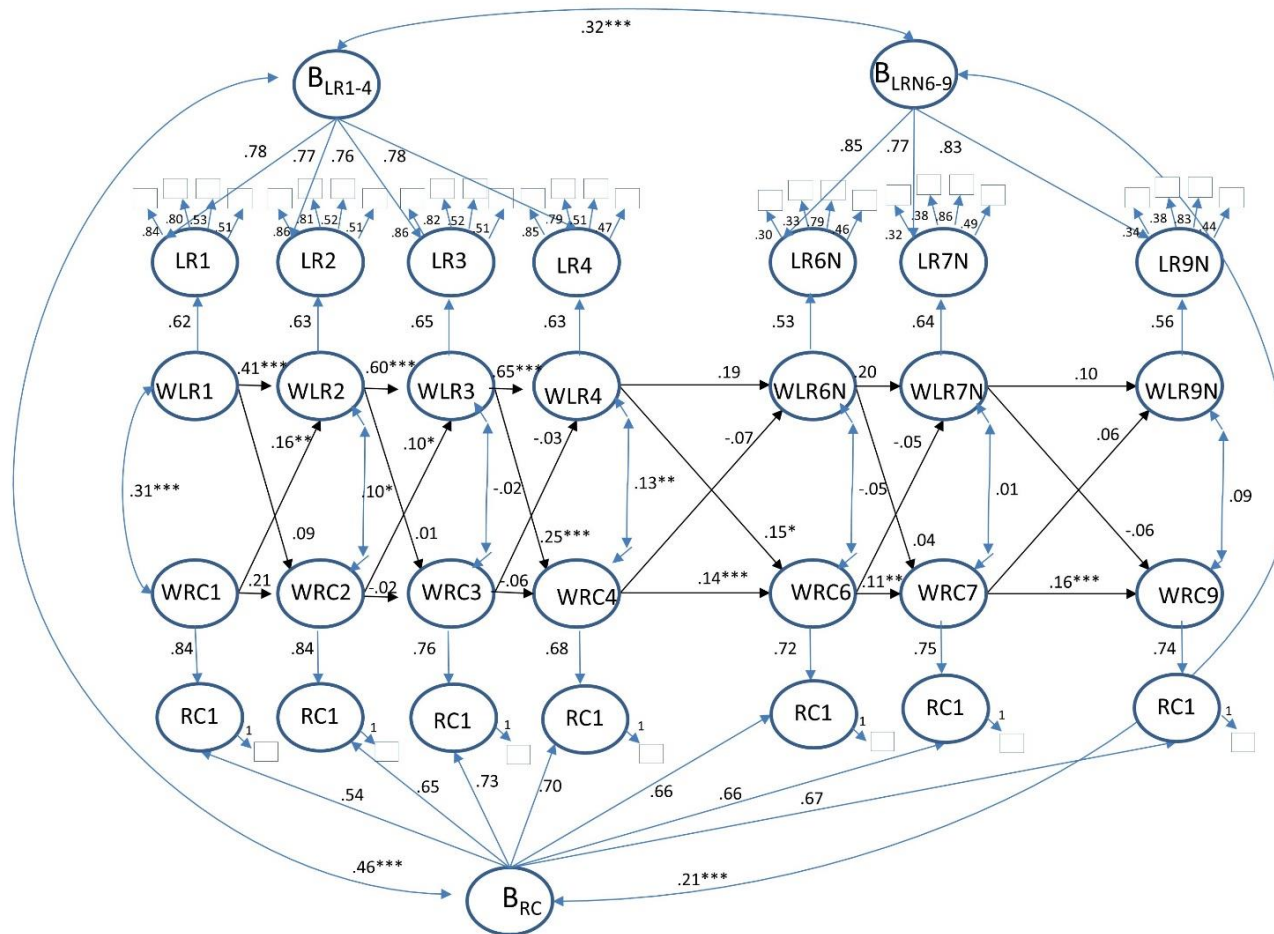 .32***
B LR1-4
B LRN6-9
.78 .77 .76 .78
.85 .77 .83
.84 .80 .53 .51
.86 .81 .52 .51
.86 .82 .52 .51
.85 .79 .51 .47
.30 .33 .79 .46
.32 .38 .86 .49
.34 .38 .83 .44
LR1 LR2 LR3 LR4 LR6N LR7N LR9N
.62 .63 .65 .63 .53 .64 .56
WLR1 .41*** WLR2 .60*** WLR3 .65*** WLR4 .19 WLR6N .20 WLR7N .10 WLR9N
.16** .10* -.03 -.07 -.05 .06
.31*** .10* -.02 .13** -.05 .01 .09
.09 .01 .25*** .15* .04 -.06
WRC1 .21 WRC2 -.02 WRC3 -.06 WRC4 .14*** WRC6 .11** WRC7 .16*** WRC9
.84 .84 .76 .68 .72 .75 .74
RC1 RC1 RC1 RC1 RC1 RC1 RC1
1 1 1 1 1 1 1
.54 .65 .73 .70 .66 .66 .67
.46*** .21***
B RC